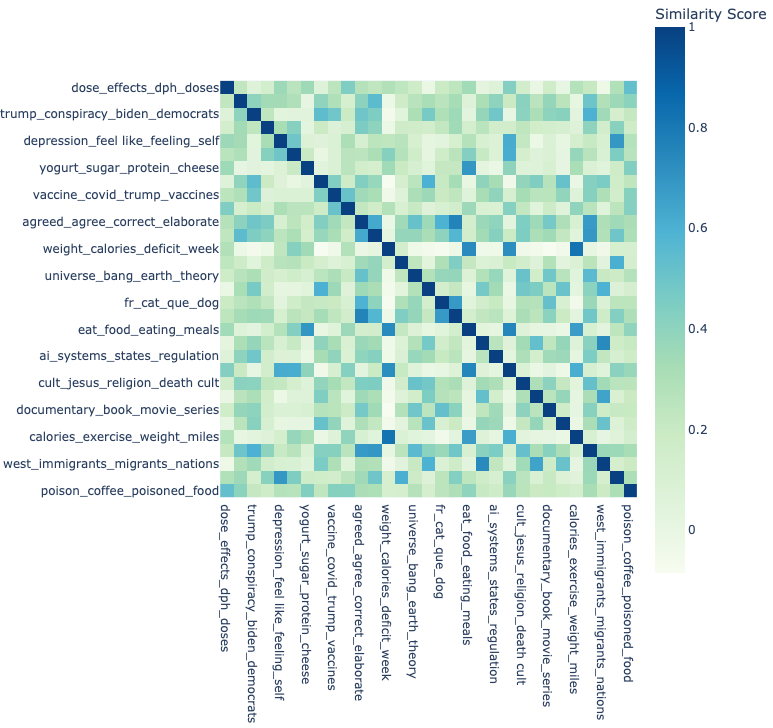 Similarity Score
1
0.8
0.6
0.4
0.2
0
dose_effects_dph_doses
trump_conspiracy_biden_democrats
depression_feel like_feeling_self
yogurt_sugar_protein_cheese
vaccine_covid_trump_vaccines
agreed_agree_correct_elaborate
weight_calories_deficit_week
universe_bang_earth_theory
fr_cat_que_dog
eat_food_eating_meals
ai_systems_states_regulation
cult_jesus_religion_death cult
documentary_book_movie_series
calories_exercise_weight_miles
west_immigrants_migrants_nations
poison_coffee_poisoned_food
dose_effects_dph_doses
trump_conspiracy_biden_democrats
depression_feel like_feeling_self
yogurt_sugar_protein_cheese
vaccine_covid_trump_vaccines
agreed_agree_correct_elaborate
weight_calories_deficit_week
universe_bang_earth_theory
fr_cat_que_dog
eat_food_eating_meals
ai_systems_states_regulation
cult_jesus_religion_death cult
documentary_book_movie_series
calories_exercise_weight_miles
west_immigrants_migrants_nations
poison_coffee_poisoned_food